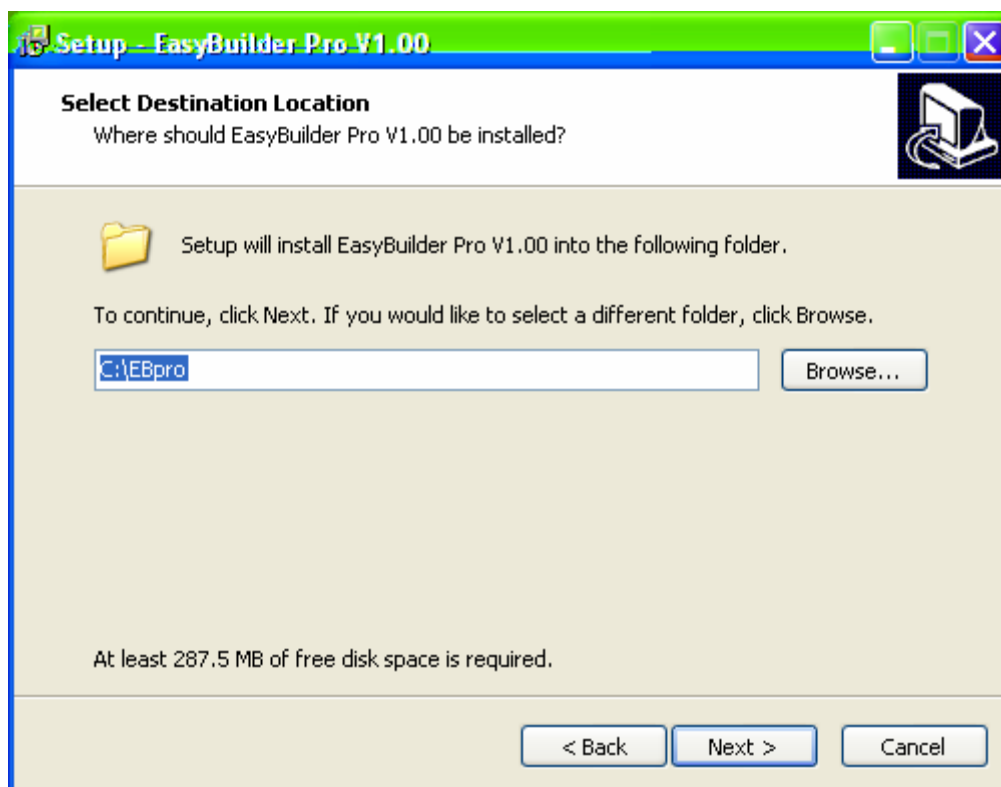 Setup - EasyBuilder Pro V1.00
Select Destination Location
Where should EasyBuilder Pro V1.00 be installed?
Setup will install EasyBuilder Pro V1.00 into the following folder.
To continue, click Next. If you would like to select a different folder, click Browse.
C:\EBpro
Browse...
At least 287.5 MB of free disk space is required.
< Back
Next >
Cancel